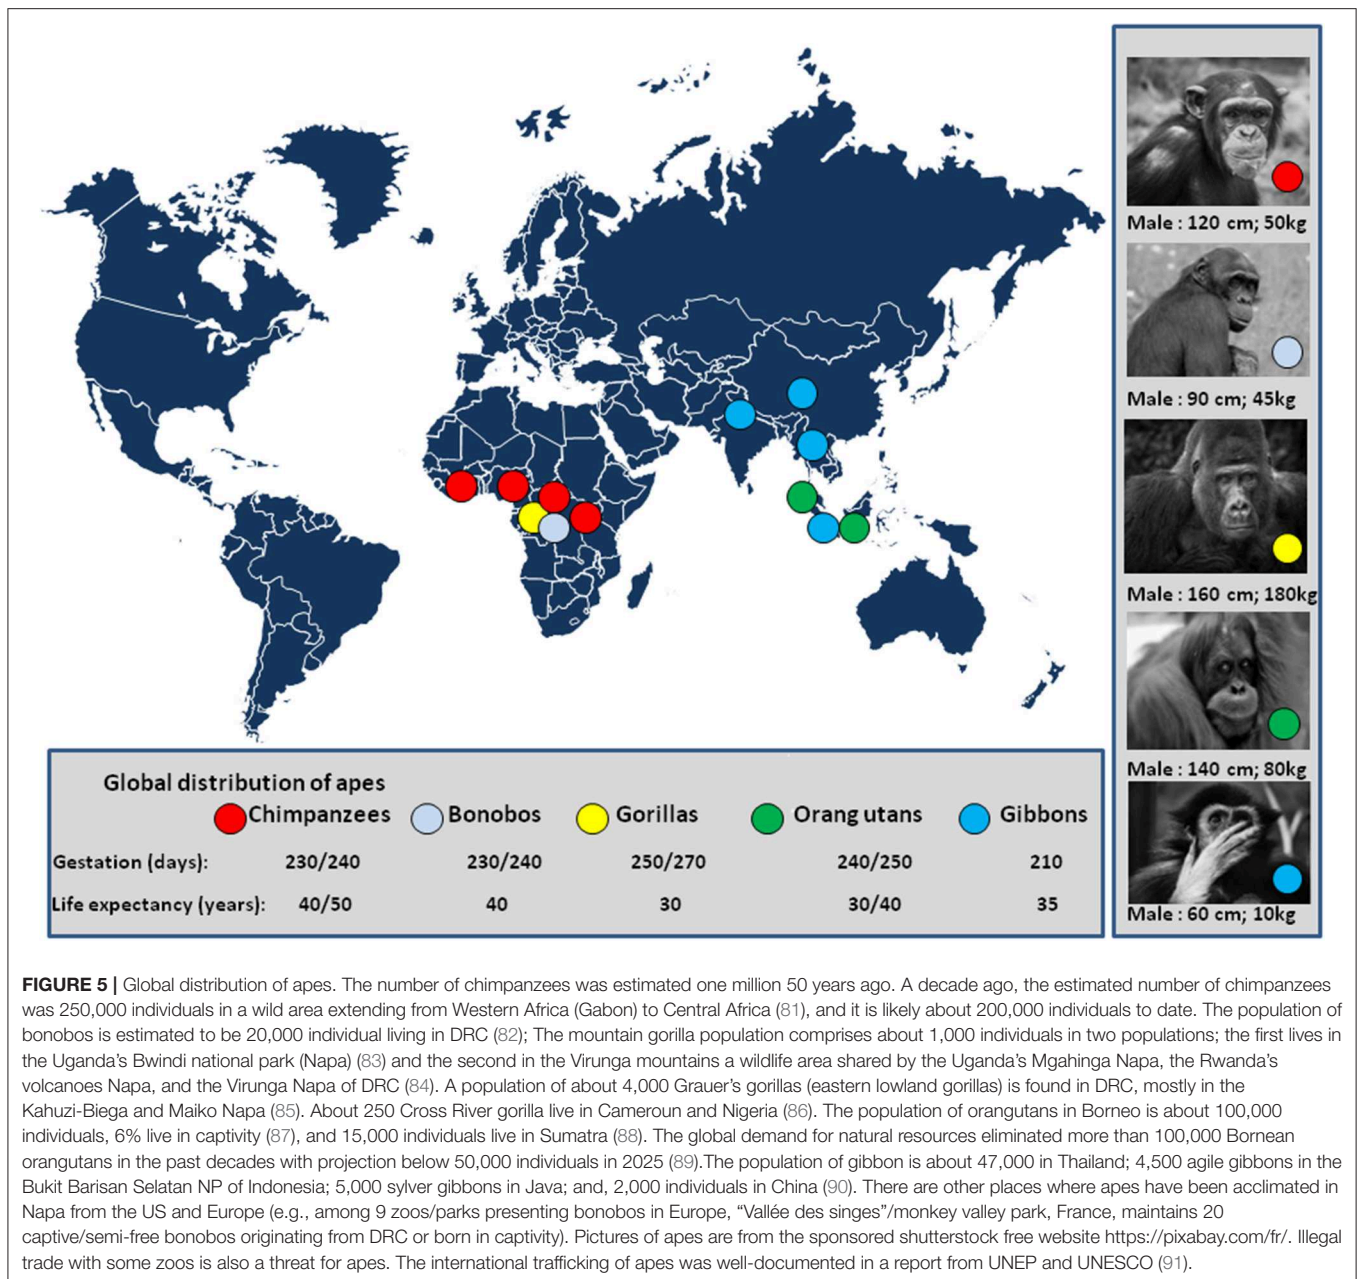 Male : 120 cm; 50kg
Male : 90 cm; 45kg
Male : 160 cm; 180kg
Male : 140 cm; 80kg
Male : 60 cm; 10kg
Global distribution of apes
Chimpanzees Bonobos Gorillas Orang utans Gibbons
Gestation (days): 230/240 230/240 250/270 240/250 210
Life expectancy (years): 40/50 40 30 30/40 35
FIGURE 5 | Global distribution of apes. The number of chimpanzees was estimated one million 50 years ago. A decade ago, the estimated number of chimpanzees
was 250,000 individuals in a wild area extending from Western Africa (Gabon) to Central Africa (81), and it is likely about 200,000 individuals to date. The population of
bonobos is estimated to be 20,000 individual living in DRC (82); The mountain gorilla population comprises about 1,000 individuals in two populations; the first lives in
the Uganda's Bwindi national park (Napa) (83) and the second in the Virunga mountains a wildlife area shared by the Uganda's Mgahinga Napa, the Rwanda's
volcanoes Napa, and the Virunga Napa of DRC (84). A population of about 4,000 Grauer's gorillas (eastern lowland gorillas) is found in DRC, mostly in the
Kahuzi-Biega and Maiko Napa (85). About 250 Cross River gorilla live in Cameroun and Nigeria (86). The population of orangutans in Borneo is about 100,000
individuals, 6% live in captivity (87), and 15,000 individuals live in Sumatra (88). The global demand for natural resources eliminated more than 100,000 Bornean
orangutans in the past decades with projection below 50,000 individuals in 2025 (89).The population of gibbon is about 47,000 in Thailand; 4,500 agile gibbons in the
Bukit Barisan Selatan NP of Indonesia; 5,000 sylver gibbons in Java; and, 2,000 individuals in China (90). There are other places where apes have been acclimated in
Napa from the US and Europe (e.g., among 9 zoos/parks presenting bonobos in Europe, "Vallée des singes"/monkey valley park, France, maintains 20
captive/semi-free bonobos originating from DRC or born in captivity). Pictures of apes are from the sponsored shutterstock free website https://pixabay.com/fr/. Illegal
trade with some zoos is also a threat for apes. The international trafficking of apes was well-documented in a report from UNEP and UNESCO (91).